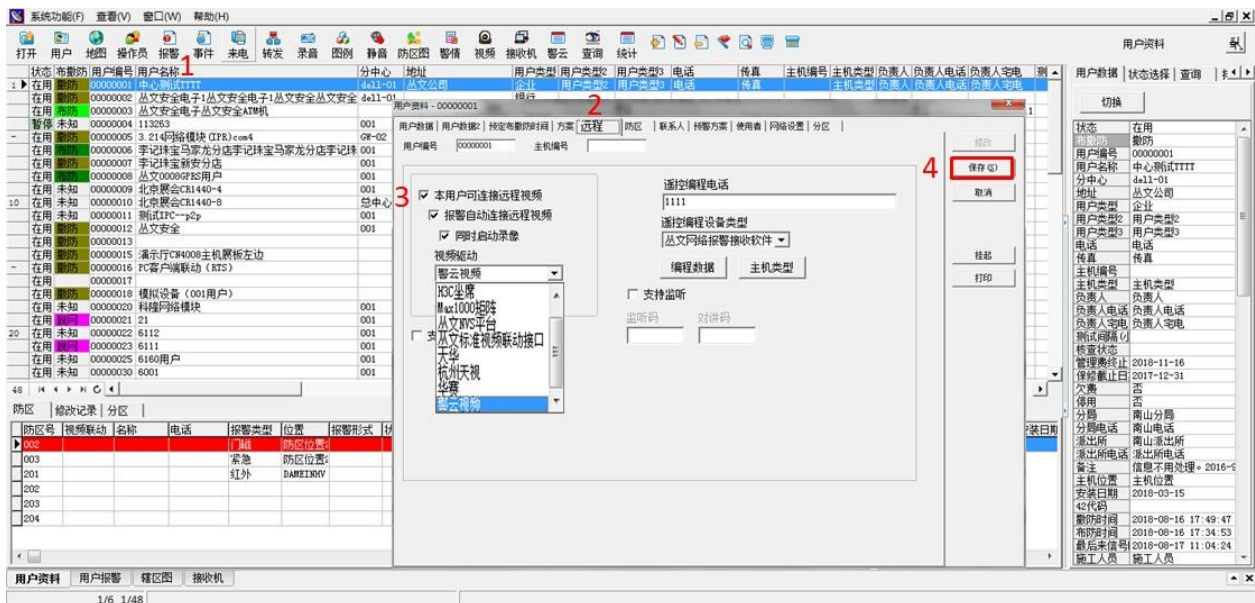 系统功能(F) 查看(V) 窗口(W) 帮助(H)
打开 用户 地图 操作员 报警 事件 来电 转发 录音 图例 静音 防区图 警情 视频 接收机 警云 查询 统计
用户资料
1
状态 布撤防 用户编号 用户名称 分中心 地址 用户类型 用户类型2 用户类型3 电话 传真 主机编号 主机类型 负责人 负责人电话 负责人宅电
1 在用 撤防 00000001 中心测试TTTT dell-01 丛文公司 企业 用户类型2 用户类型3 电话 传真 主机类型 负责人 负责人电话 负责人宅电
在用 撤防 00000002 丛文安全电子1丛文安全电子1丛文安全丛文安全 dell-01 银行
在用 布防 00000003 丛文安全电子丛文安全ATM机
暂停 未知 00000004 113263 001
在用 撤防 00000005 3.214网络模块(IPR)com4 GW-02
在用 布防 00000006 李记珠宝马家龙分店李记珠宝马家龙分店李记珠 001
在用 撤防 00000007 李记珠宝新安分店 001
在用 布防 00000008 丛文0008GPRS用户 001
在用 未知 00000009 北京展会CR1440-4 001
10 在用 未知 00000010 北京展会CR1440-8 总中心
在用 未知 00000011 测试IPC--p2p 001
在用 撤防 00000012 丛文安全 001
在用 撤防 00000013
在用 撤防 00000015 演示厅CN4008主机展板左边
在用 撤防 00000016 PC客户端联动(RTS)
在用 00000017
在用 撤防 00000018 模拟设备(001用户)
在用 未知 00000020 科隆网络模块 001
在用 脱网 00000021 21 001
20 在用 未知 00000022 6112 001
在用 脱网 00000023 6111 001
在用 未知 00000025 6160用户 001
在用 未知 00000030 6001 001
48
防区 修改记录 分区
防区号 视频联动 名称 电话 报警类型 位置 报警形式
002 门磁 防区位置
003 紧急 防区位置
201 红外 DAMEINHV
202
203
204
用户资料 - 00000001
2
用户数据 用户数据2 预定布撤防时间 方案 远程 防区 联系人 预警方案 使用者 网络设置 分区
用户编号 00000001 主机编号
3
本用户可连接远程视频
报警自动连接远程视频
同时启动录像
视频驱动
警云视频
H3C坐席
Max1000矩阵
丛文NVS平台
丛文标准视频联动接口
大华
杭州天视
华赛
警云视频
遥控编程电话
1111
遥控编程设备类型
丛文网络报警接收软件
编程数据 主机类型
支持监听
监听码 对讲码
修改
4
保存(S)
取消
挂起
打印
用户数据 状态选择 查询
切换
状态 在用
布撤防 撤防
用户编号 00000001
用户名称 中心测试TTTT
分中心 dell-01
地址 丛文公司
用户类型 企业
用户类型2 用户类型2
用户类型3 用户类型3
电话 电话
传真 传真
主机编号
主机类型 主机类型
负责人 负责人
负责人电话 负责人电话
负责人宅电 负责人宅电
测试间隔
核查状态
管理费终止 2018-11-16
保修截止日 2017-12-31
欠费 否
停用 否
分局 南山分局
分局电话 南山电话
派出所 南山派出所
派出所电话 派出所电话
备注 信息不用处理。2016-9
主机位置 主机位置
安装日期 2018-03-15
42代码
撤防时间 2018-08-16 17:49:47
布防时间 2018-08-16 17:34:53
最后来信号 2018-08-17 11:04:24
施工人员 施工人员
用户资料 用户报警 辖区图 接收机
1/6 1/48